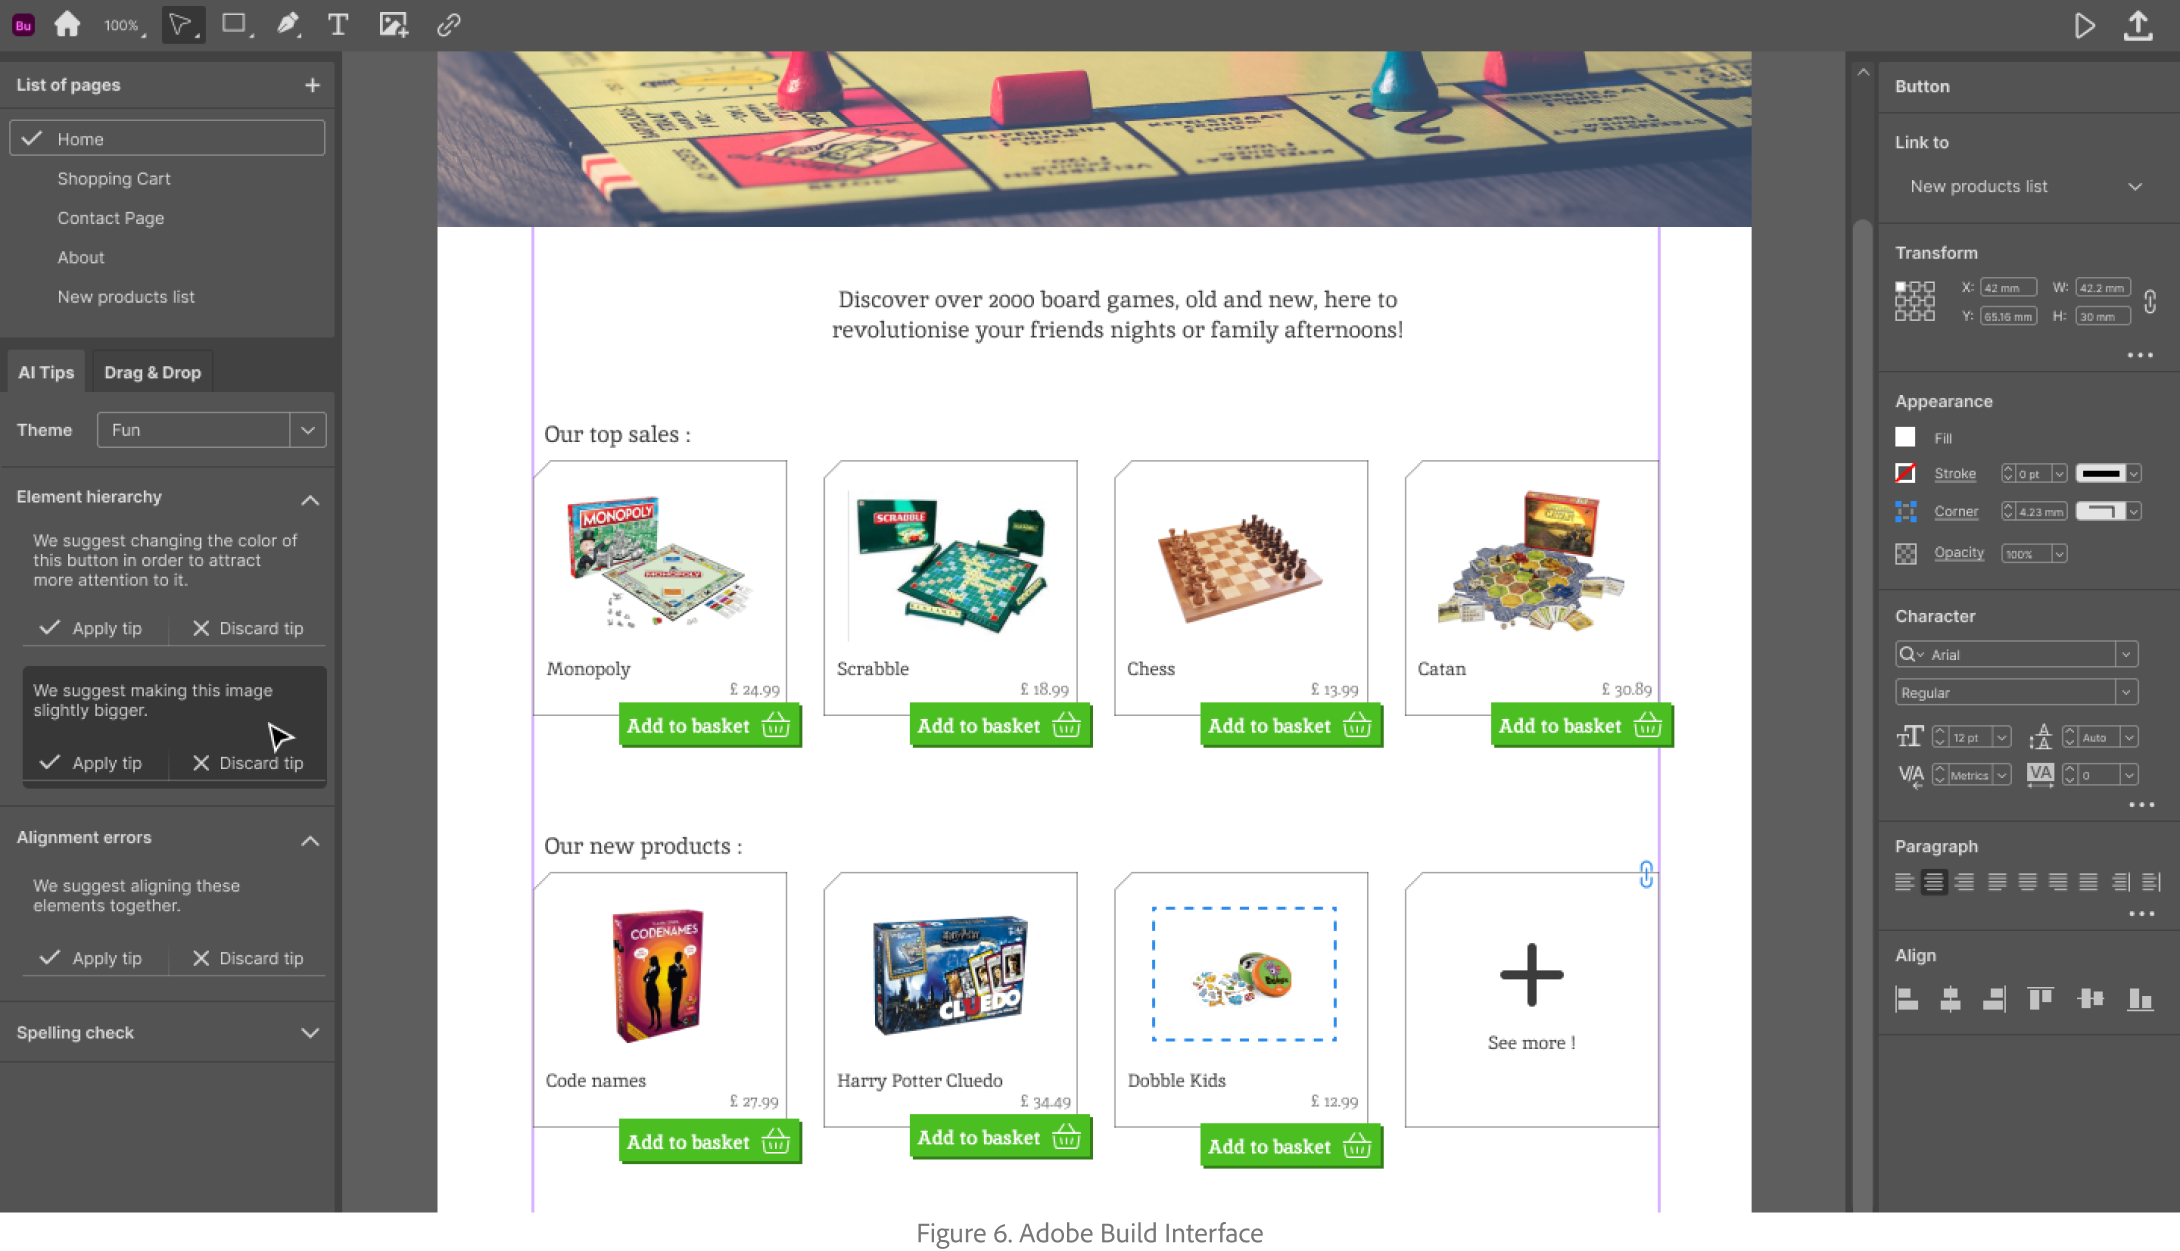 Bu
100%
T
List of pages
+
Home
Shopping Cart
Contact Page
About
New products list
AI Tips
Drag & Drop
Theme
Fun
Element hierarchy
We suggest changing the color of
this button in order to attract
more attention to it.
Apply tip
Discard tip
We suggest making this image
slightly bigger.
Apply tip
Discard tip
Alignment errors
We suggest aligning these
elements together.
Apply tip
Discard tip
Spelling check
VELPERPLEIN
Discover over 2000 board games, old and new, here to
revolutionise your friends nights or family afternoons!
Our top sales :
MONOPOLY
MONOPOLY
Monopoly
£ 24.99
Add to basket
SCRABBLE
Scrabble
£ 18.99
Add to basket
Chess
£ 13.99
Add to basket
CATAN
Catan
£ 30.89
Add to basket
Our new products :
CODENAMES
Code names
£ 27.99
Add to basket
CLUEDO
Harry Potter Cluedo
£ 34.49
Add to basket
Dobble Kids
£ 12.99
Add to basket
See more !
Button
Link to
New products list
Transform
X: 42 mm W: 42.2 mm
Y: 65.16 mm H: 30 mm
Appearance
Fill
Stroke 0 pt
Corner 4.23 mm
Opacity 100%
Character
Arial
Regular
12 pt Auto
Metrics VA 0
Paragraph
Align
Figure 6. Adobe Build Interface